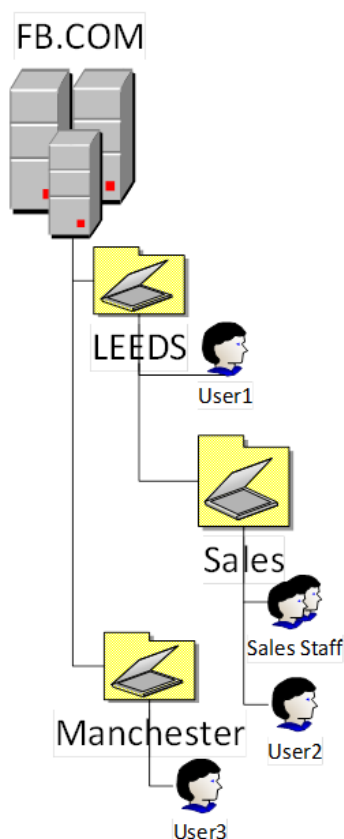 FB.COM
LEEDS
User1
Sales
Sales Staff
Manchester
User2
User3